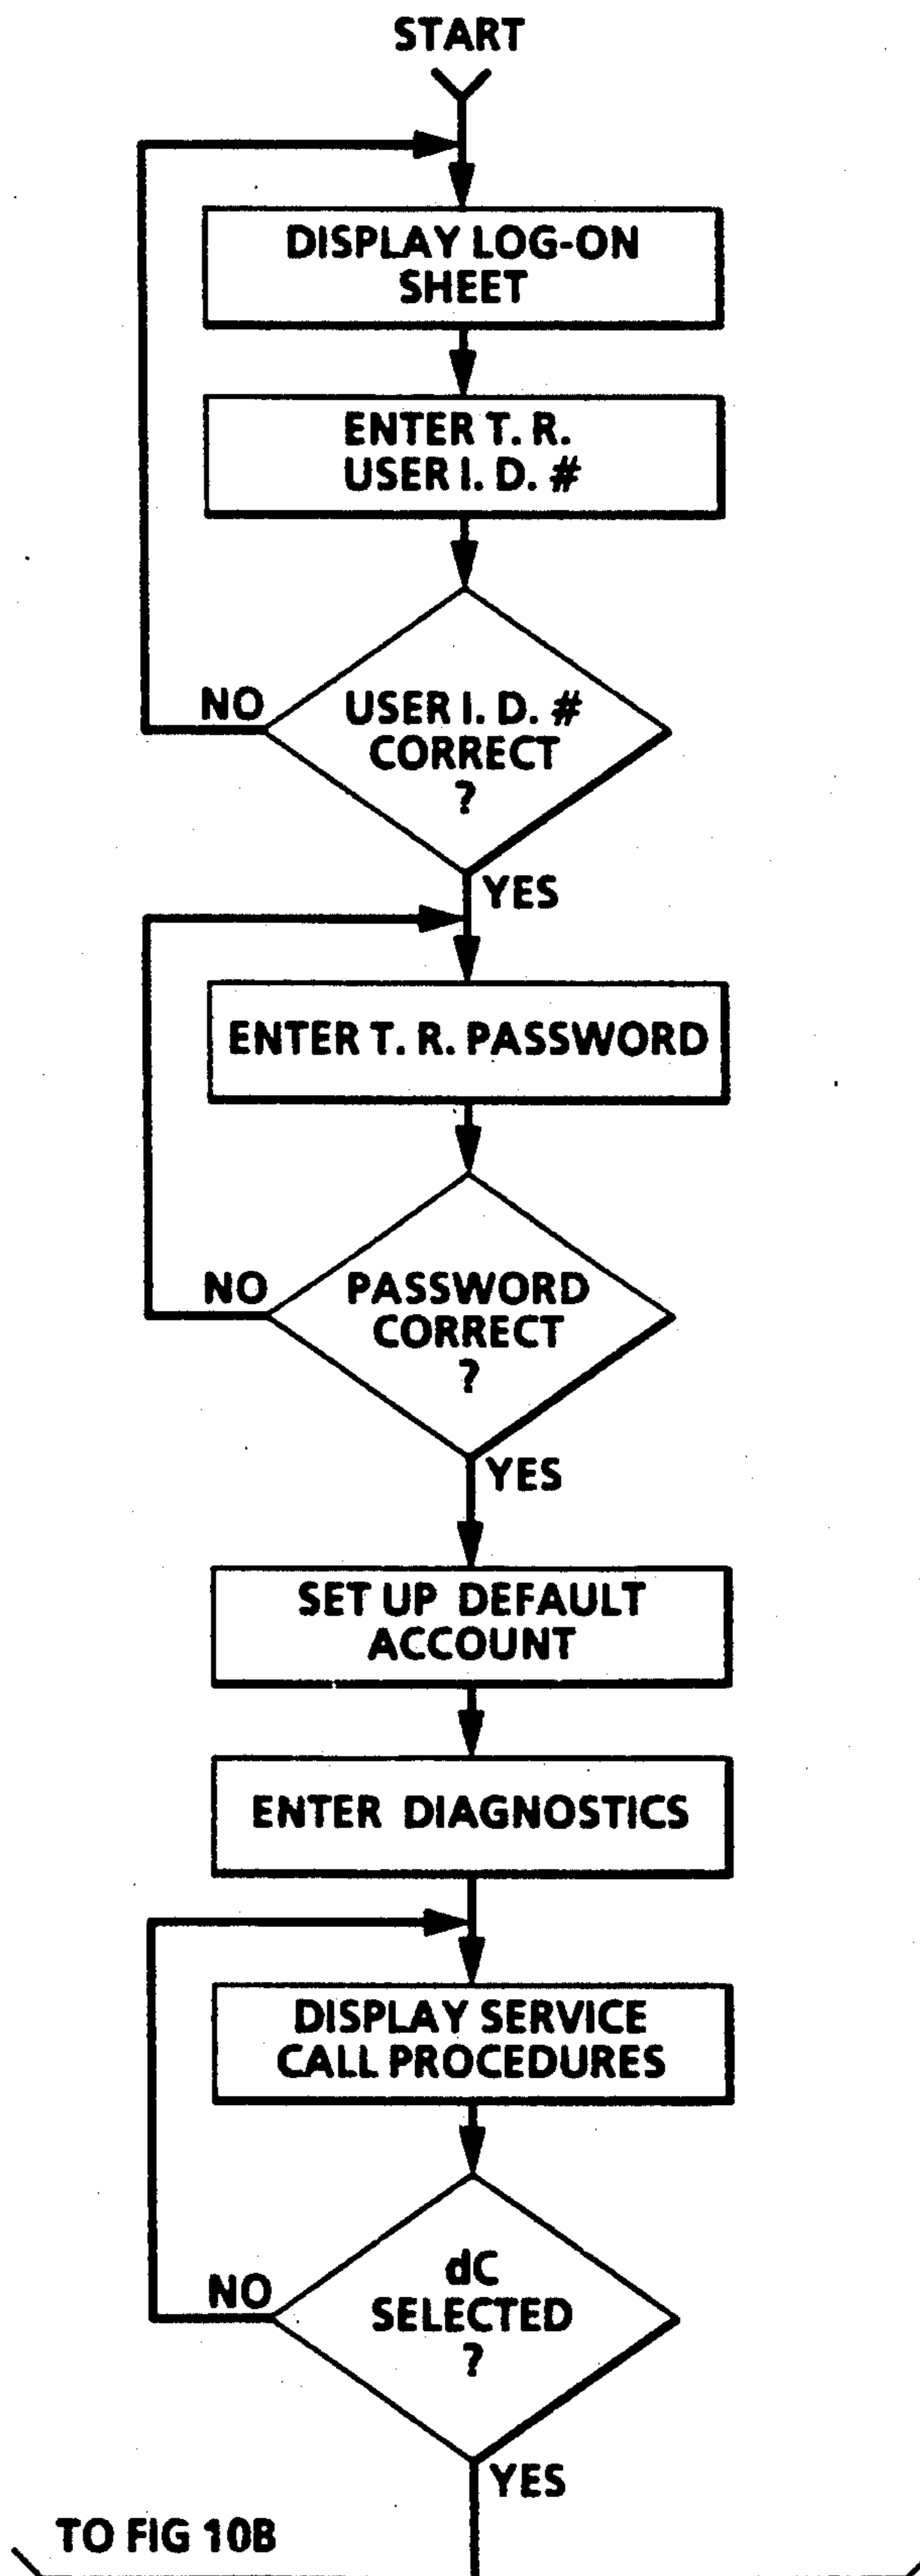 START
DISPLAY LOG-ON
SHEET
ENTER T. R.
USER I. D. #
NO
USER I. D. #
CORRECT
?
YES
ENTER T. R. PASSWORD
NO
PASSWORD
CORRECT
?
YES
SET UP DEFAULT
ACCOUNT
ENTER DIAGNOSTICS
DISPLAY SERVICE
CALL PROCEDURES
NO
dC
SELECTED
?
YES
TO FIG 10B